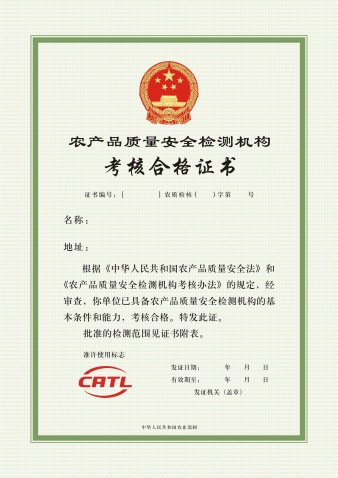 农产品质量安全检测机构
考核合格证书
证书编号：［ ］农质检核（ ）字第 号
名称：
地址：
根据《中华人民共和国农产品质量安全法》和
《农产品质量安全检测机构考核办法》的规定，经
审查，你单位已具备农产品质量安全检测机构的基
本条件和能力，考核合格。特发此证。
批准的检测范围见证书附表。
准许使用标志
CATL
发证日期： 年 月 日
有效期至： 年 月 日
发证机关（盖章）
中华人民共和国农业部制